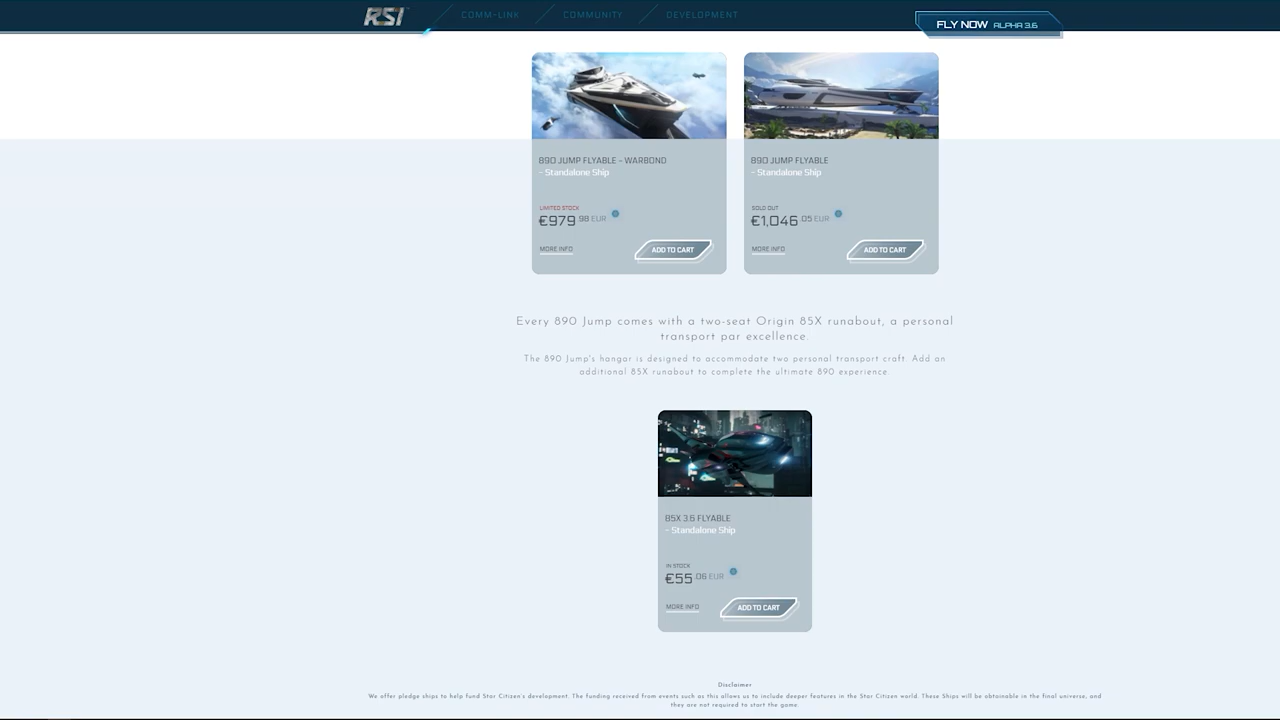 RSI
COMM-LINK
COMMUNITY
DEVELOPMENT
FLY NOW ALPHA 3.6
890 JUMP FLYABLE - WARBOND
- Standalone Ship
LIMITED STOCK
€979.98 EUR
MORE INFO
ADD TO CART
890 JUMP FLYABLE
- Standalone Ship
SOLD OUT
€1,046.05 EUR
MORE INFO
ADD TO CART
Every 890 Jump comes with a two-seat Origin 85X runabout, a personal
transport par excellence
The 890 Jump's hangar is designed to accommodate two personal transport craft. Add an
additional 85X runabout to complete the ultimate 890 experience
85X 3.6 FLYABLE
- Standalone Ship
IN STOCK
€55.06 EUR
MORE INFO
ADD TO CART
Disclaimer
We offer pledge ships to help fund Star Citizen's development. The funding received from events such as this allows us to include deeper features in the Star Citizen world. These Ships will be obtainable in the final universe, and
they are not required to start the game.